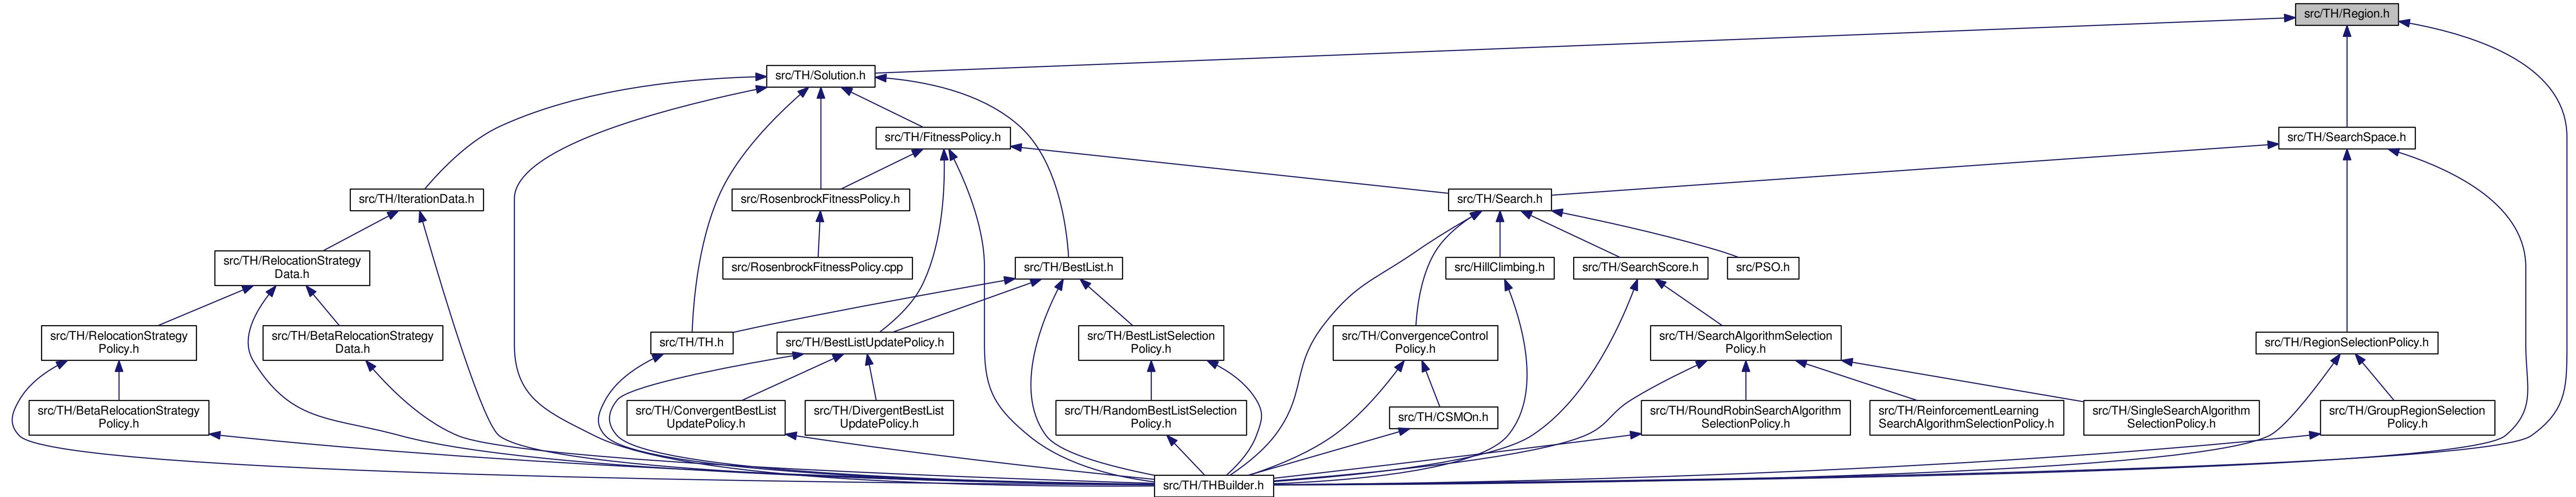 src/TH/Region.h
src/TH/Solution.h
src/TH/FitnessPolicy.h
src/TH/SearchSpace.h
src/TH/IterationData.h
src/RosenbrockFitnessPolicy.h
src/TH/Search.h
src/TH/RelocationStrategy
Data.h
src/RosenbrockFitnessPolicy.cpp
src/TH/BestList.h
src/HillClimbing.h
src/TH/SearchScore.h
src/PSO.h
src/TH/RelocationStrategy
Policy.h
src/TH/BetaRelocationStrategy
Data.h
src/TH/TH.h
src/TH/BestListUpdatePolicy.h
src/TH/BestListSelection
Policy.h
src/TH/ConvergenceControl
Policy.h
src/TH/SearchAlgorithmSelection
Policy.h
src/TH/RegionSelectionPolicy.h
src/TH/BetaRelocationStrategy
Policy.h
src/TH/ConvergentBestList
UpdatePolicy.h
src/TH/DivergentBestList
UpdatePolicy.h
src/TH/RandomBestListSelection
Policy.h
src/TH/CSMOn.h
src/TH/RoundRobinSearchAlgorithm
SelectionPolicy.h
src/TH/ReinforcementLearning
SearchAlgorithmSelectionPolicy.h
src/TH/SingleSearchAlgorithm
SelectionPolicy.h
src/TH/GroupRegionSelection
Policy.h
src/TH/THBuilder.h